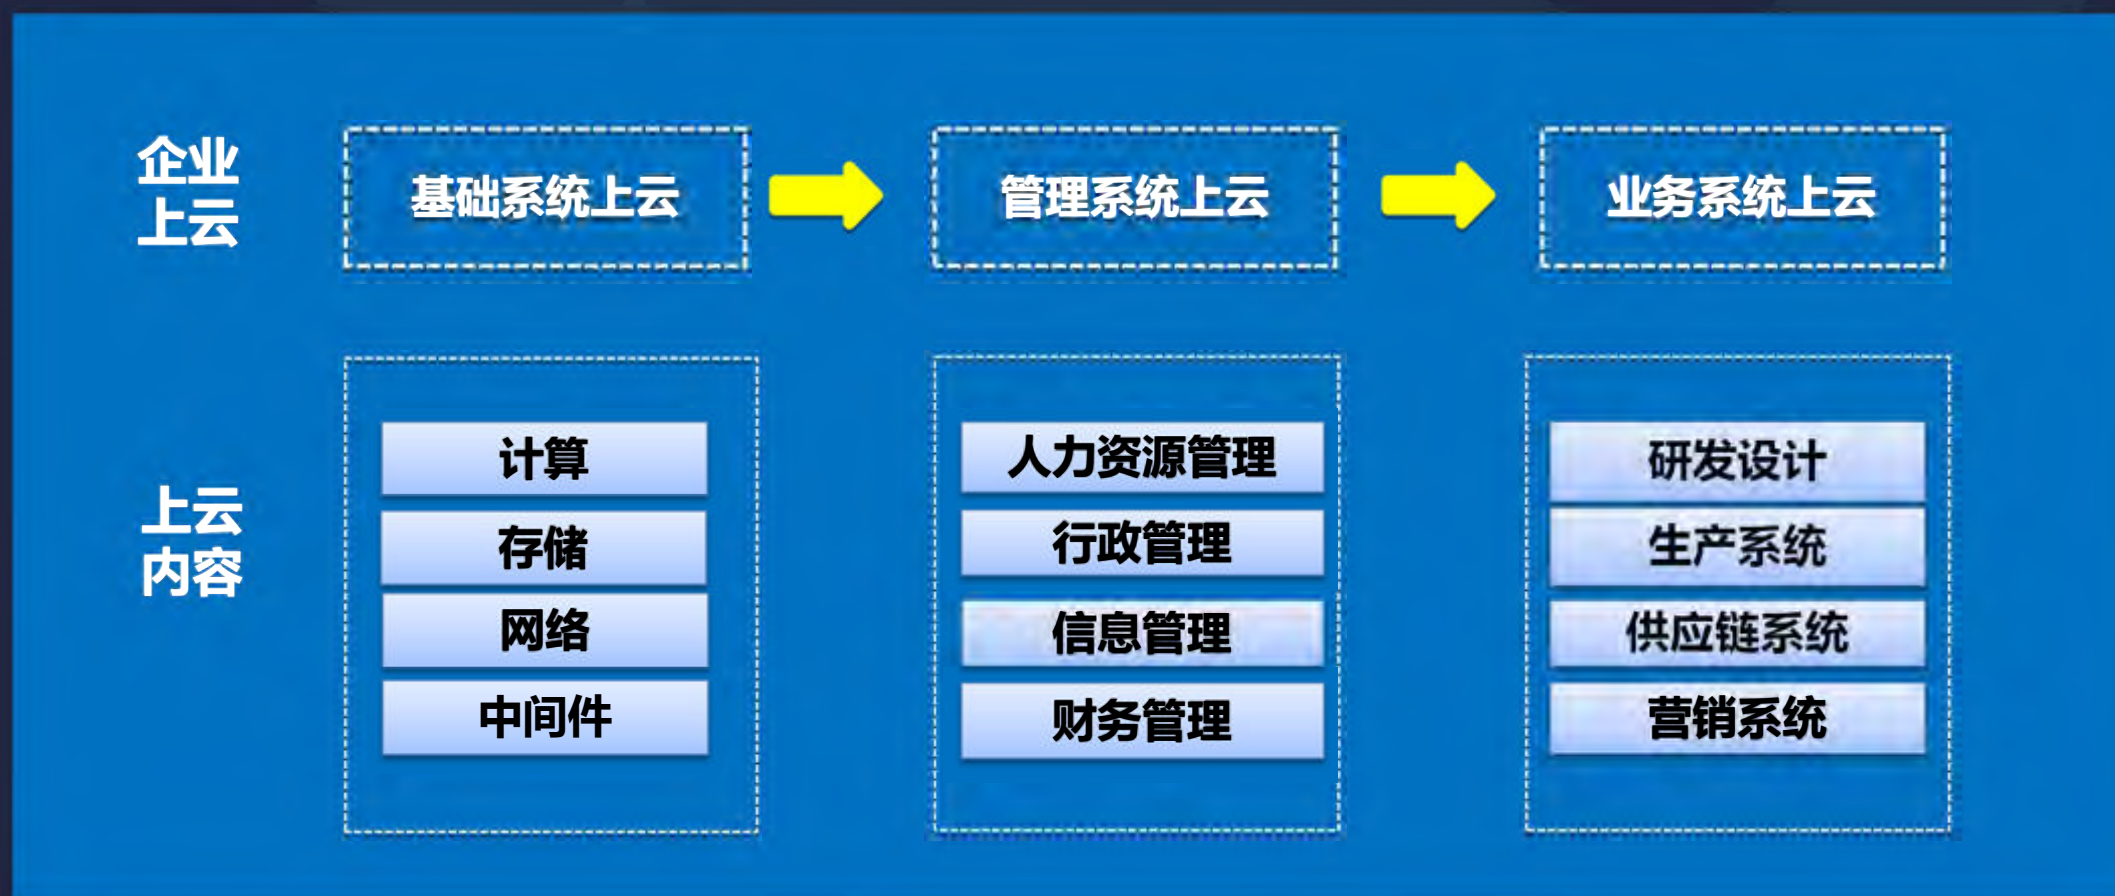 企业
上云
基础系统上云
管理系统上云
业务系统上云
上云
内容
计算
存储
网络
中间件
人力资源管理
行政管理
信息管理
财务管理
研发设计
生产系统
供应链系统
营销系统